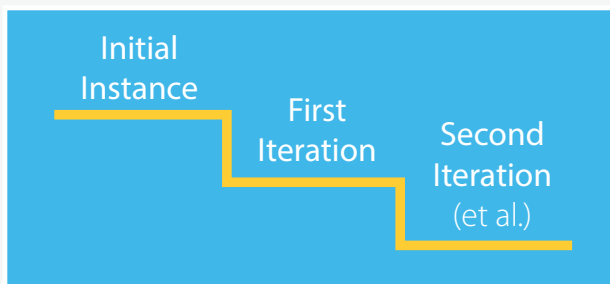 Initial
Instance
First
Iteration
Second
Iteration
(et al.)